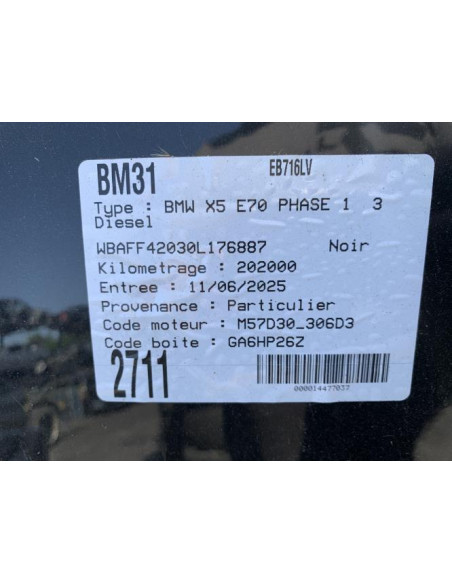 BM31 EB716LV
Type : BMW X5 E70 PHASE 1 3
Diesel
WBAFF42030L176887 Noir
Kilometrage : 202000
Entree : 11/06/2025
Provenance : Particulier
Code moteur : M57D30_306D3
Code boite : GA6HP26Z
2711
000014477037